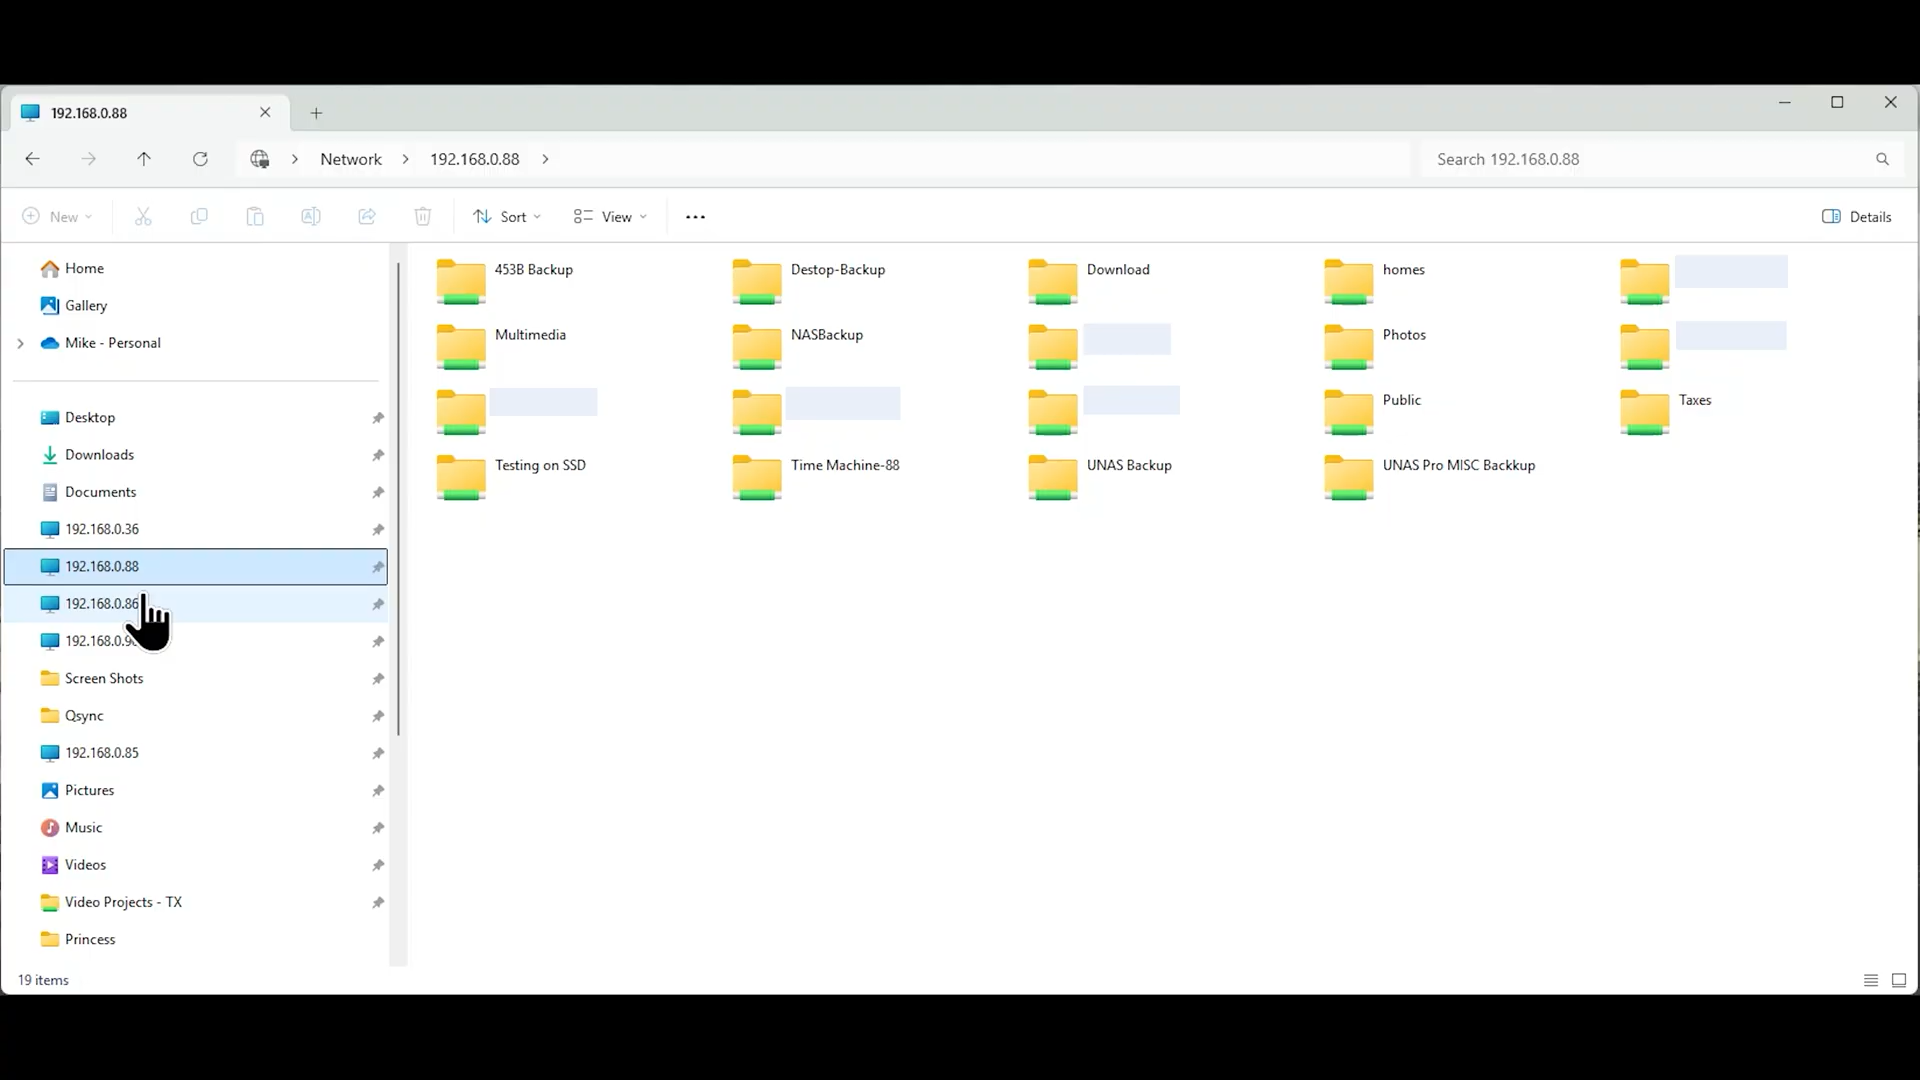 192.168.0.88
Network
192.168.0.88
Search 192.168.0.88
New
Sort
View
Details
Home
Gallery
Mike - Personal
Desktop
Downloads
Documents
192.168.0.36
192.168.0.88
192.168.0.86
Screen Shots
Qsync
192.168.0.85
Pictures
Music
Videos
Video Projects - TX
Princess
453B Backup
Destop-Backup
Download
homes
Multimedia
NASBackup
Photos
Public
Taxes
Testing on SSD
Time Machine-88
UNAS Backup
UNAS Pro MISC Backkup
19 items